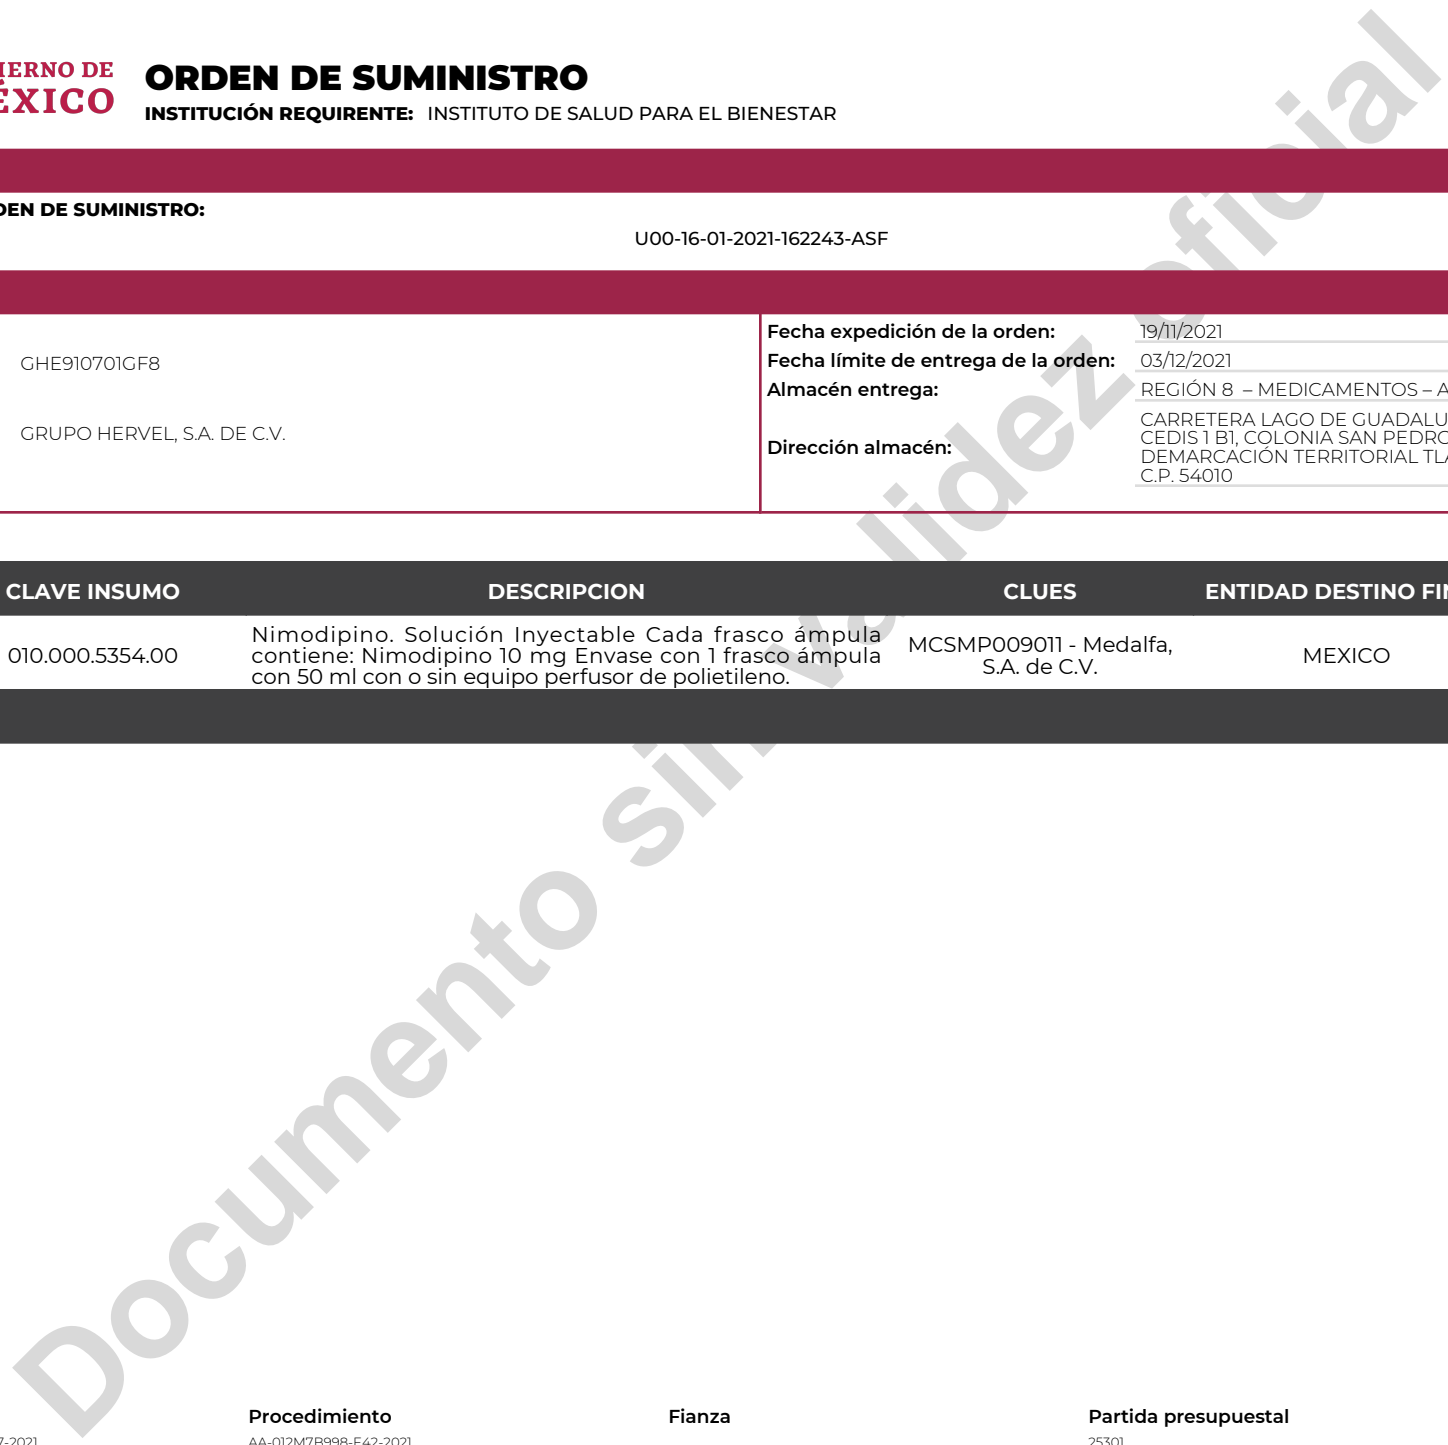 IERNO DE
ÉXICO
ORDEN DE SUMINISTRO
INSTITUCIÓN REQUIRENTE: INSTITUTO DE SALUD PARA EL BIENESTAR
DEN DE SUMINISTRO:
U00-16-01-2021-162243-ASF
GHE910701GF8
GRUPO HERVEL, S.A. DE C.V.
Fecha expedición de la orden: 19/11/2021
Fecha límite de entrega de la orden: 03/12/2021
Almacén entrega: REGIÓN 8 – MEDICAMENTOS – A
Dirección almacén:
CARRETERA LAGO DE GUADALU
CEDIS 1 B1, COLONIA SAN PEDRO
DEMARCACIÓN TERRITORIAL TLA
C.P. 54010
CLAVE INSUMO DESCRIPCION CLUES ENTIDAD DESTINO FIN
010.000.5354.00
Nimodipino. Solución Inyectable Cada frasco ámpula
contiene: Nimodipino 10 mg Envase con 1 frasco ámpula
con 50 ml con o sin equipo perfusor de polietileno.
MCSMP009011 - Medalfa,
S.A. de C.V.
MEXICO
Documento sin validez oficial
Procedimiento Fianza Partida presupuestal
7-2021 AA-012M7B998-E42-2021 25301